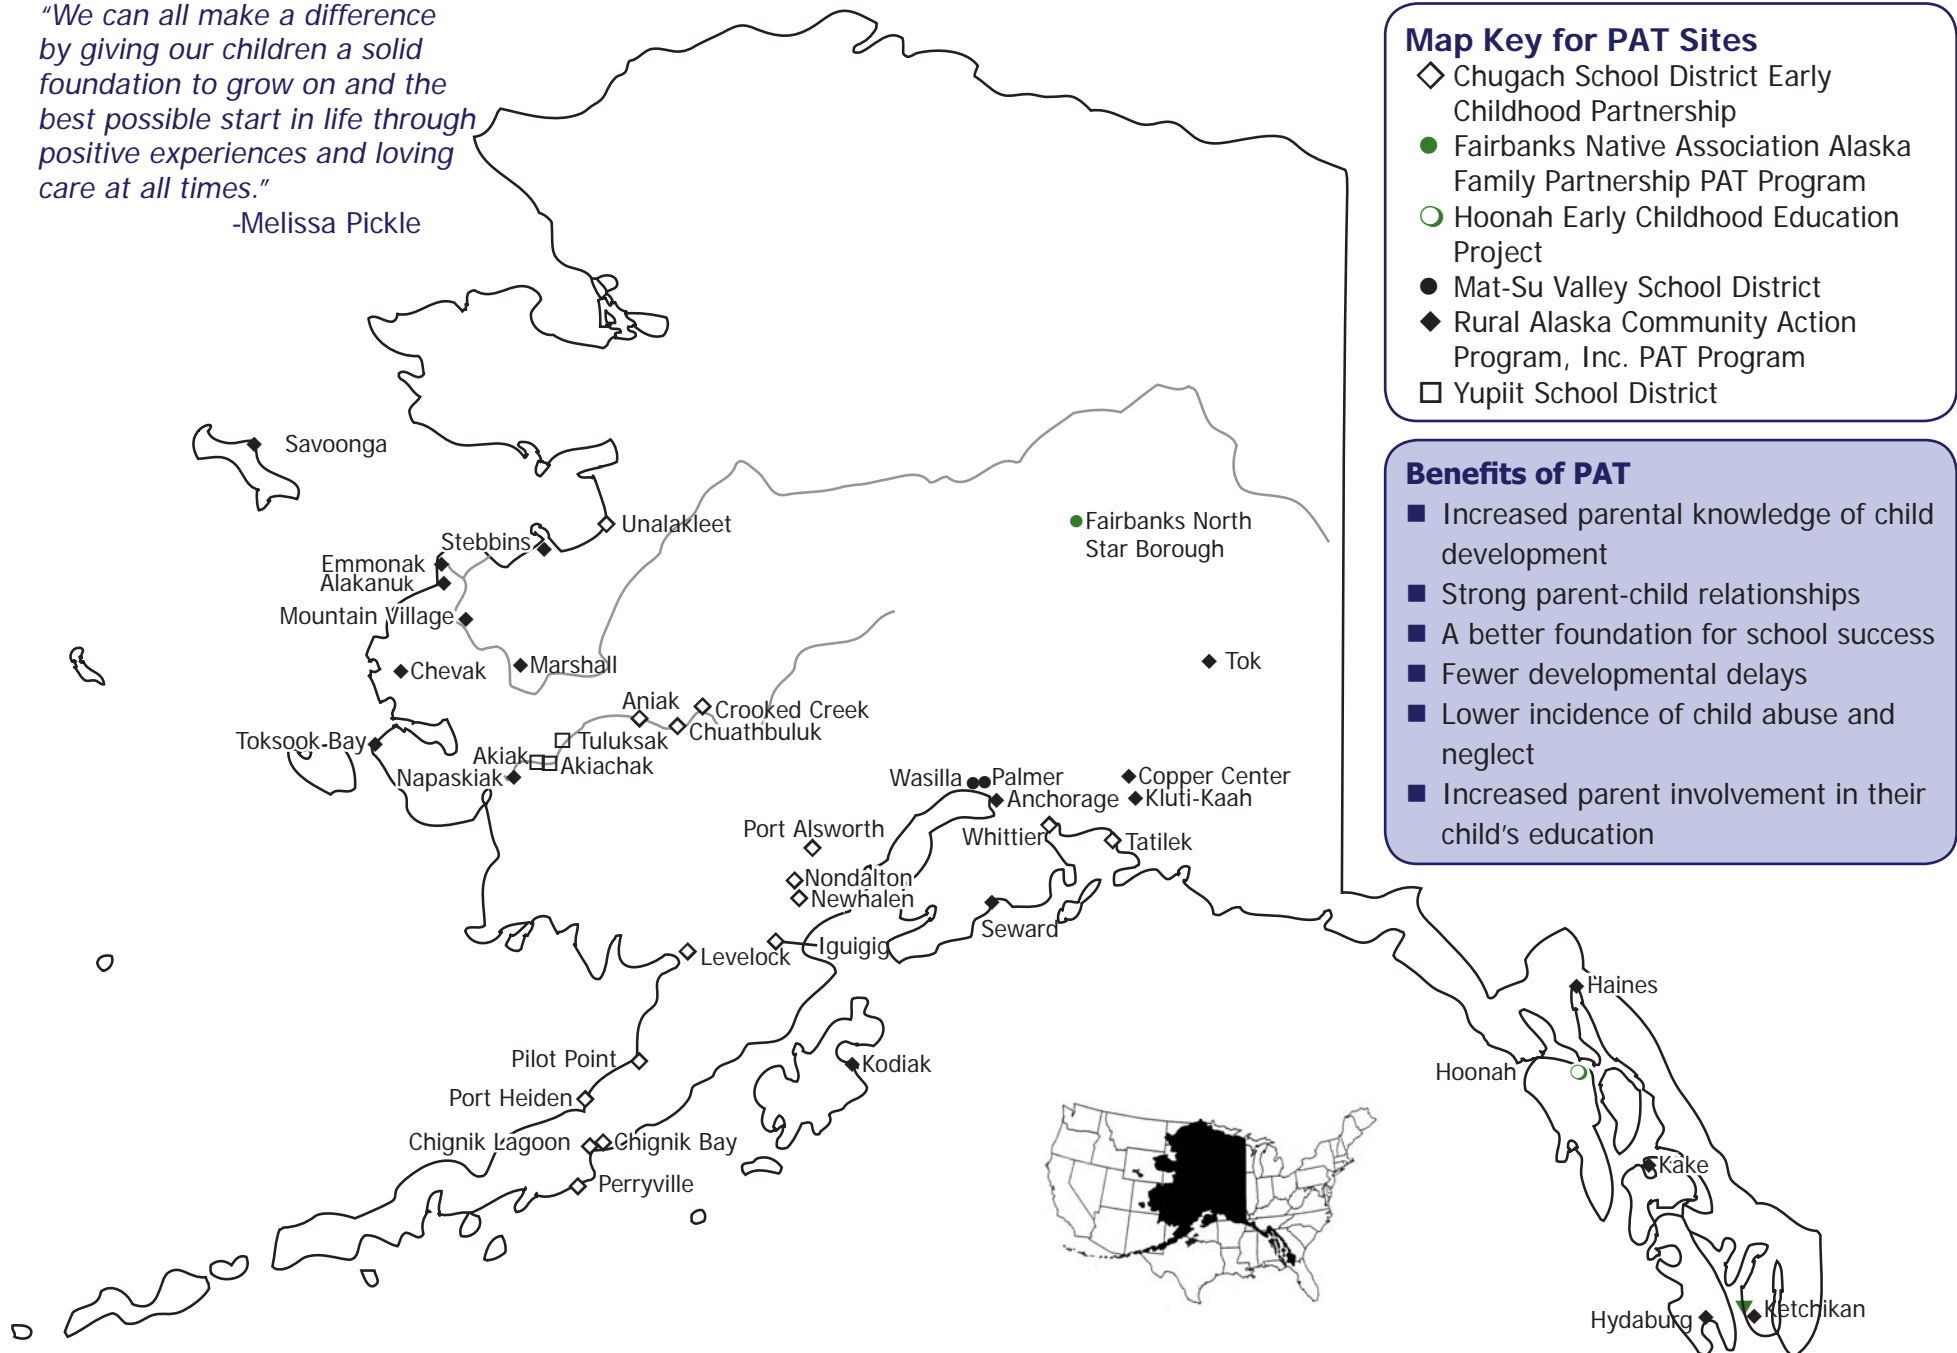 “We can all make a difference
by giving our children a solid
foundation to grow on and the
best possible start in life through
positive experiences and loving
care at all times.”
-Melissa Pickle
Map Key for PAT Sites
Chugach School District Early
Childhood Partnership
Fairbanks Native Association Alaska
Family Partnership PAT Program
Hoonah Early Childhood Education
Project
Mat-Su Valley School District
Rural Alaska Community Action
Program, Inc. PAT Program
Yupiit School District
Benefits of PAT
Increased parental knowledge of child
development
Strong parent-child relationships
A better foundation for school success
Fewer developmental delays
Lower incidence of child abuse and
neglect
Increased parent involvement in their
child’s education
Savoonga
Unalakleet
Stebbins
Emmonak
Alakanuk
Mountain Village
Chevak
Marshall
Fairbanks North
Star Borough
Tok
Aniak
Crooked Creek
Chuathbuluk
Toksook Bay
Tuluksak
Akiak
Akiachak
Napaskiak
Wasilla
Palmer
Anchorage
Copper Center
Kluti-Kaah
Whittier
Tatilek
Port Alsworth
Nondalton
Newhalen
Seward
Levelock
Iguigig
Haines
Hoonah
Pilot Point
Kodiak
Port Heiden
Chignik Lagoon
Chignik Bay
Perryville
Kake
Hydaburg
Ketchikan